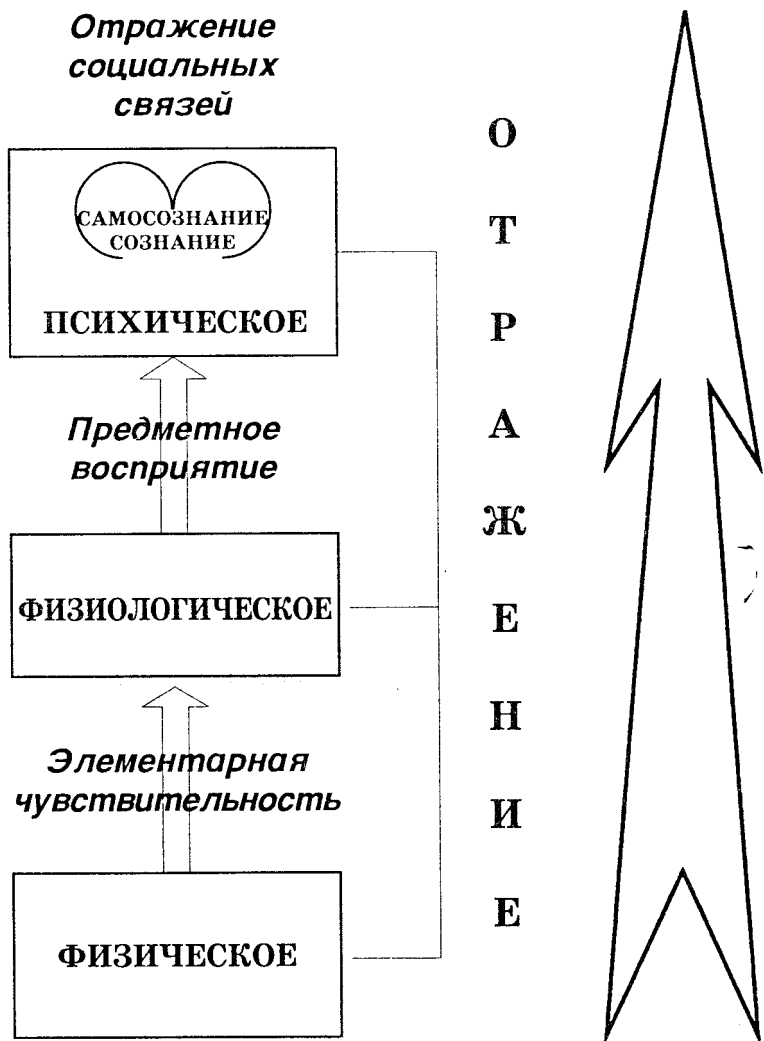 Отражение
социальных
связей
САМОСОЗНАНИЕ
СОЗНАНИЕ
ПСИХИЧЕСКОЕ
Предметное
восприятие
ФИЗИОЛОГИЧЕСКОЕ
Элементарная
чувствительность
ФИЗИЧЕСКОЕ
О
Т
Р
А
Ж
Е
Н
И
Е